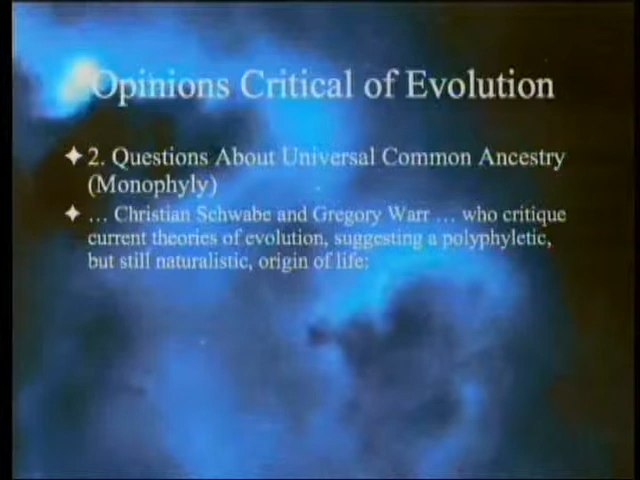 Opinions Critical of Evolution
2. Questions About Universal Common Ancestry
(Monophyly)
... Christian Schwabe and Gregory Warr ... who critique
current theories of evolution, suggesting a polyphyletic,
but still naturalistic, origin of life: